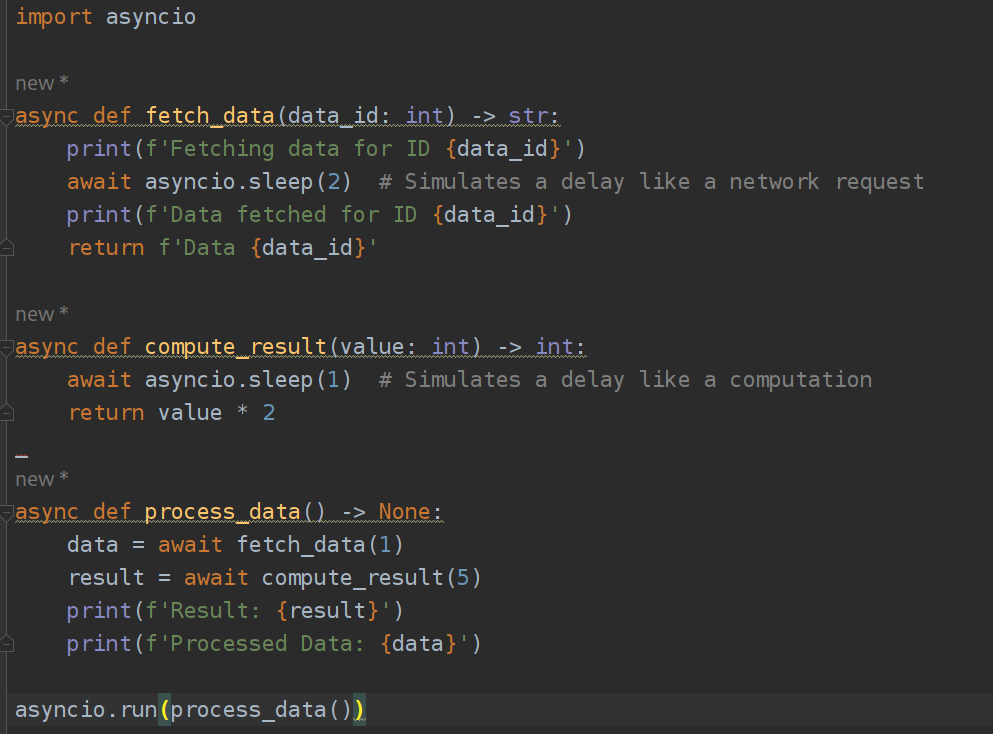 import asyncio
new *
async def fetch_data(data_id: int) -> str:
    print(f'Fetching data for ID {data_id}')
    await asyncio.sleep(2)  # Simulates a delay like a network request
    print(f'Data fetched for ID {data_id}')
    return f'Data {data_id}'
new *
async def compute_result(value: int) -> int:
    await asyncio.sleep(1)  # Simulates a delay like a computation
    return value * 2
new *
async def process_data() -> None:
    data = await fetch_data(1)
    result = await compute_result(5)
    print(f'Result: {result}')
    print(f'Processed Data: {data}')
asyncio.run(process_data())